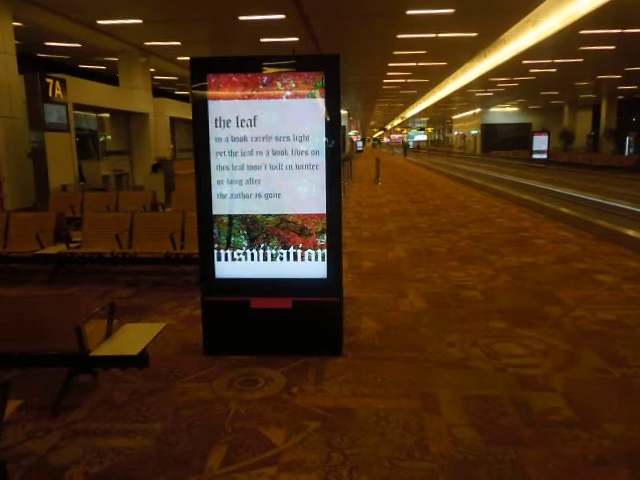 7A
the leaf
in a book rarely sees light
yet the leaf in a book lives on
this leaf won't wilt in winter
or long after
the author is gone
inspiration